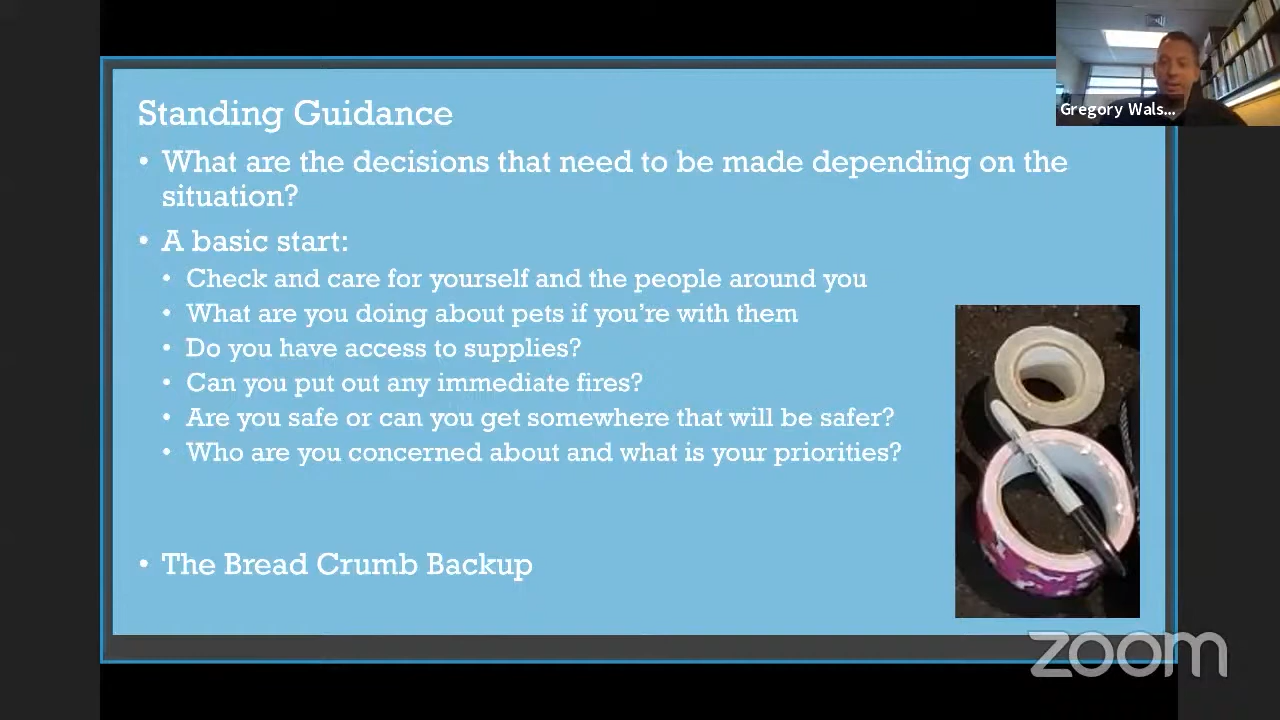 Standing Guidance
• What are the decisions that need to be made depending on the
situation?
• A basic start:
• Check and care for yourself and the people around you
• What are you doing about pets if you're with them
• Do you have access to supplies?
• Can you put out any immediate fires?
• Are you safe or can you get somewhere that will be safer?
• Who are you concerned about and what is your priorities?
• The Bread Crumb Backup
Gregory Wals...
zoom